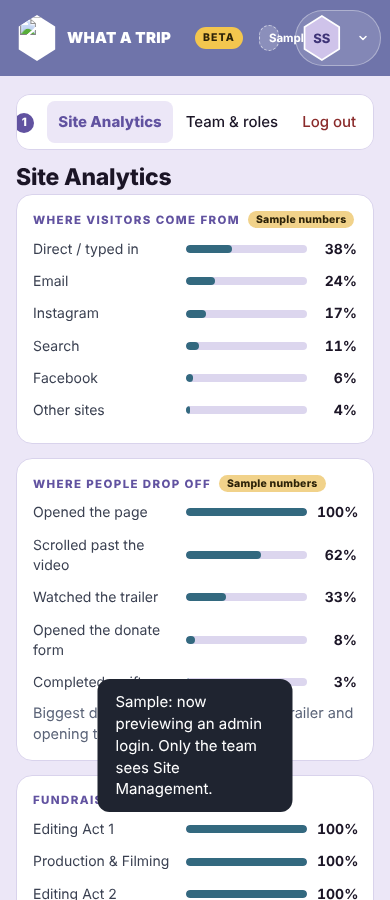 WHAT A TRIP BETA Sampl SS
1 Site Analytics Team & roles Log out
Site Analytics
WHERE VISITORS COME FROM Sample numbers
Direct / typed in 38%
Email 24%
Instagram 17%
Search 11%
Facebook 6%
Other sites 4%
WHERE PEOPLE DROP OFF Sample numbers
Opened the page 100%
Scrolled past the
video 62%
Watched the trailer 33%
Opened the donate
form 8%
Completed 3%
Biggest d railer and
opening t
Sample: now
previewing an admin
login. Only the team
sees Site
Management.
FUNDRAIS
Editing Act 1 100%
Production & Filming 100%
Editing Act 2 100%